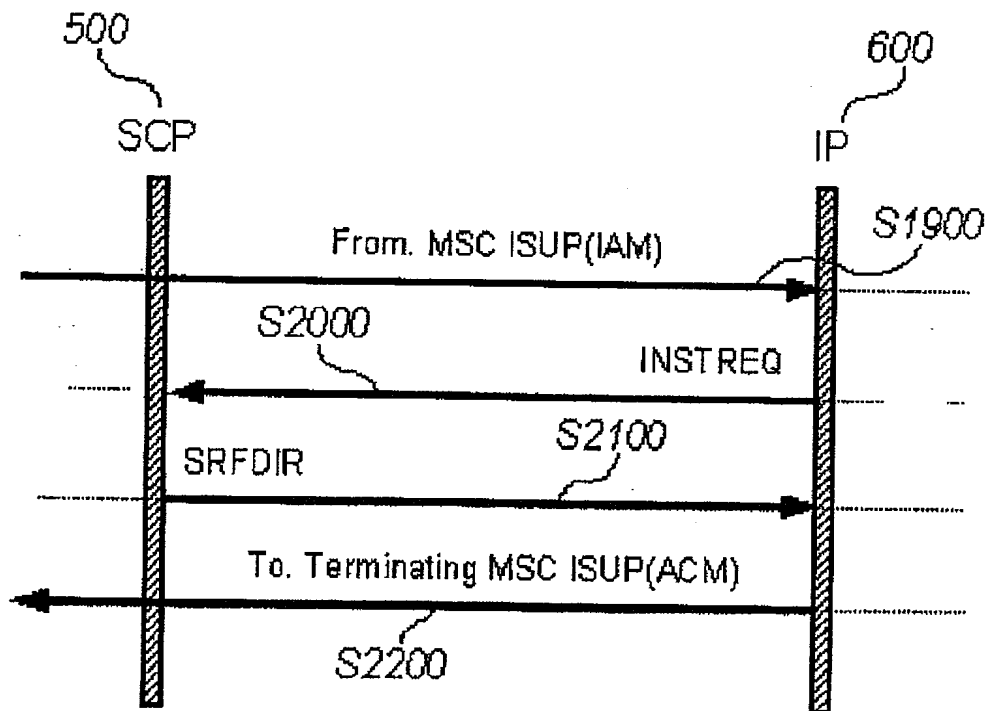 500
600
SCP
IP
S1900
From. MSC ISUP(IAM)
S2000
INSTREQ
S2100
SRFDIR
To. Terminating MSC ISUP(ACM)
S2200